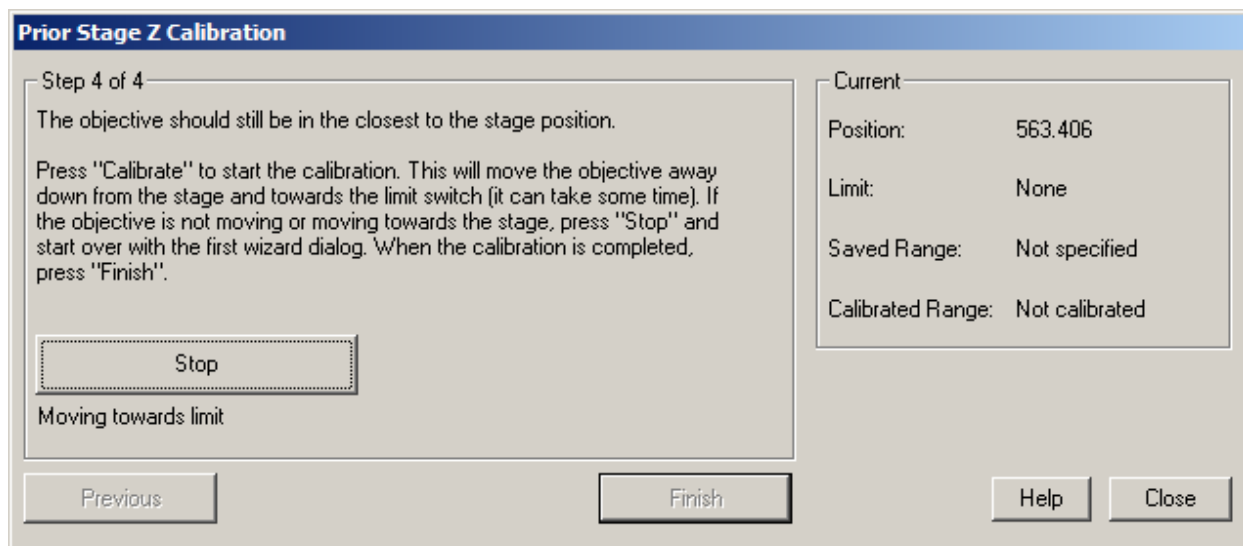 Prior Stage Z Calibration
Step 4 of 4
The objective should still be in the closest to the stage position.
Press "Calibrate" to start the calibration. This will move the objective away
down from the stage and towards the limit switch (it can take some time). If
the objective is not moving or moving towards the stage, press "Stop" and
start over with the first wizard dialog. When the calibration is completed,
press "Finish".
Stop
Moving towards limit
Previous
Finish
Current
Position: 563.406
Limit: None
Saved Range: Not specified
Calibrated Range: Not calibrated
Help
Close